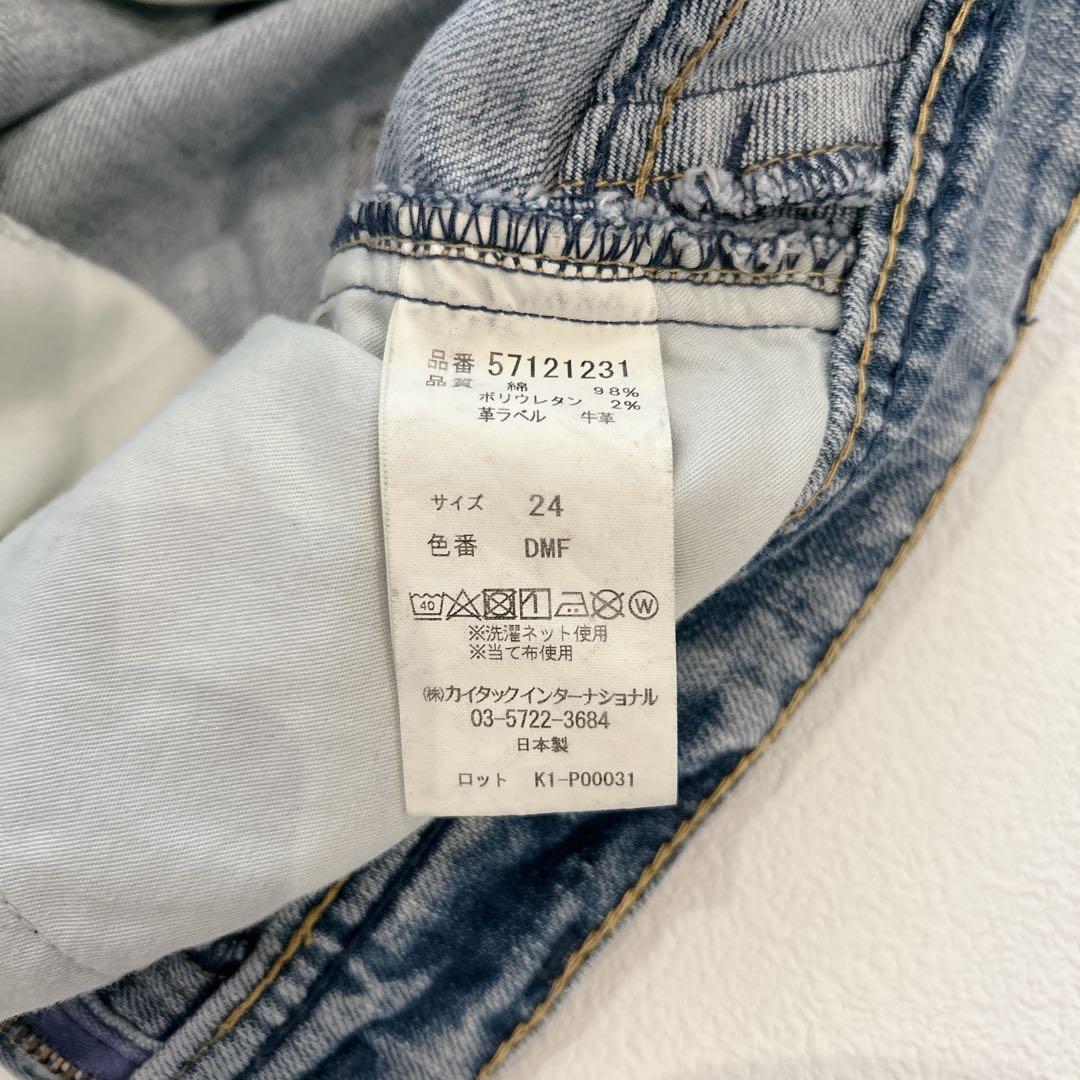 品番 57121231
品質 綿 98%
ポリウレタン 2%
革ラベル 牛革
サイズ 24
色番 DMF
40 W
※洗濯ネット使用
※当て布使用
㈱カイタックインターナショナル
03-5722-3684
日本製
ロット K1-P00031